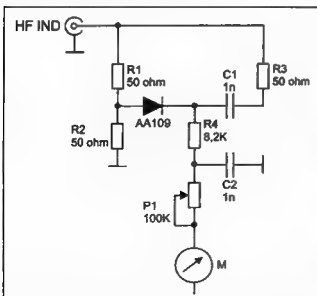 HF IND
R1
50 ohm
C1
1n
R3
50 ohm
R2
50 ohm
AA109
R4
8,2K
C2
1n
P1
100K
M